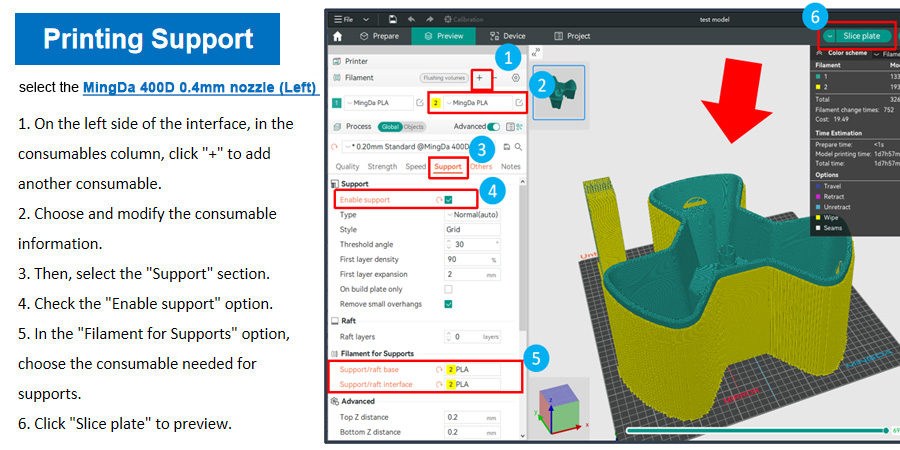 Printing Support
select the MingDa 400D 0.4mm nozzle (Left)
1. On the left side of the interface, in the
consumables column, click "+" to add
another consumable.
2. Choose and modify the consumable
information.
3. Then, select the "Support" section.
4. Check the "Enable support" option.
5. In the "Filament for Supports" option,
choose the consumable needed for
supports.
6. Click "Slice plate" to preview.
File
Calibration
test model
6
Prepare
Preview
Device
Project
Slice plate
1
Printer
Filament
Flushing volumes
+
-
2
1 MingDa PLA
2 MingDa PLA
Process
Global
Objects
Advanced
3
* 0.20mm Standard @MingDa 400D
Quality
Strength
Speed
Support
Others
Notes
4
Support
Enable support
Type
Normal(auto)
Style
Grid
Threshold angle
30
°
First layer density
90
%
First layer expansion
2
mm
On build plate only
Remove small overhangs
Raft
Raft layers
0
layers
Filament for Supports
5
Support/raft base
2 PLA
Support/raft interface
2 PLA
Advanced
Top Z distance
0.2
mm
Bottom Z distance
0.2
mm
Color scheme
Filame
Filament
Mo
1
133
2
193
Total
326
Filament change times: 752
Cost: 19.49
Time Estimation
Prepare time:
<1s
Model printing time:
1d7h57m
Total time:
1d7h57m
Options
Travel
Retract
Unretract
Wipe
Seams
z
y
x
69